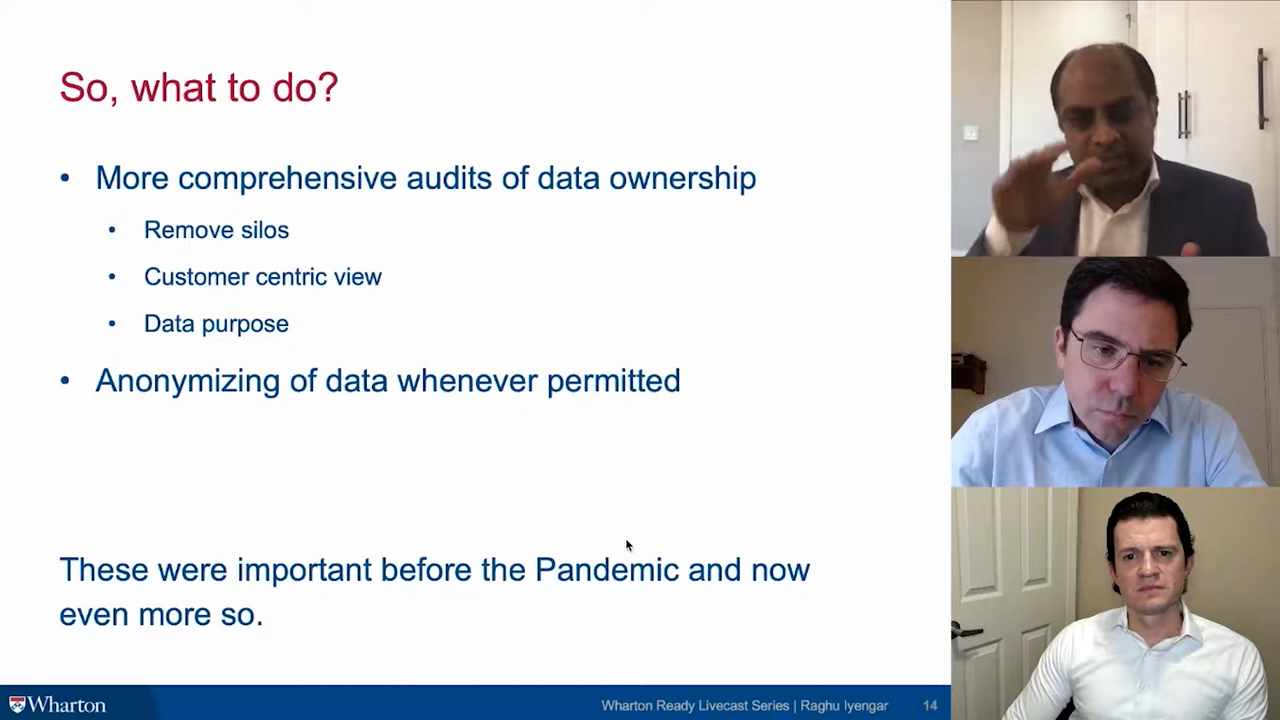 So, what to do?
• More comprehensive audits of data ownership
• Remove silos
• Customer centric view
• Data purpose
• Anonymizing of data whenever permitted
These were important before the Pandemic and now
even more so.
Wharton
Wharton Ready Livecast Series | Raghu Iyengar 14